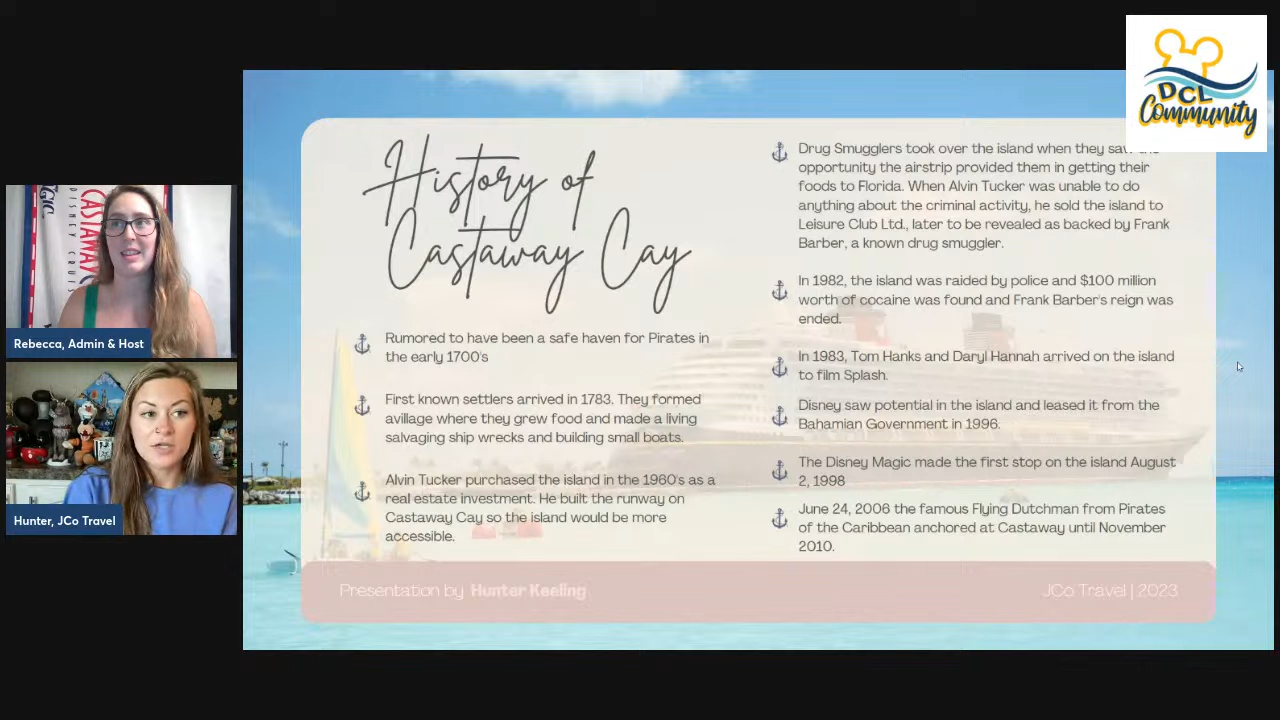 DCL
Community
History of
Castaway Cay
Rumored to have been a safe haven for Pirates in
the early 1700's
First known settlers arrived in 1783. They formed
avillage where they grew food and made a living
salvaging ship wrecks and building small boats.
Alvin Tucker purchased the island in the 1960's as a
real estate investment. He built the runway on
Castaway Cay so the island would be more
accessible.
Drug Smugglers took over the island when they saw the
opportunity the airstrip provided them in getting their
foods to Florida. When Alvin Tucker was unable to do
anything about the criminal activity, he sold the island to
Leisure Club Ltd., later to be revealed as backed by Frank
Barber, a known drug smuggler.
In 1982, the island was raided by police and $100 million
worth of cocaine was found and Frank Barber's reign was
ended.
In 1983, Tom Hanks and Daryl Hannah arrived on the island
to film Splash.
Disney saw potential in the island and leased it from the
Bahamian Government in 1996.
The Disney Magic made the first stop on the island August
2, 1998
June 24, 2006 the famous Flying Dutchman from Pirates
of the Caribbean anchored at Castaway until November
2010.
Presentation by Hunter Keeling
JCo Travel | 2023
CASTAWAY
DISNEY CRUIS
Rebecca, Admin & Host
Hunter, JCo Travel